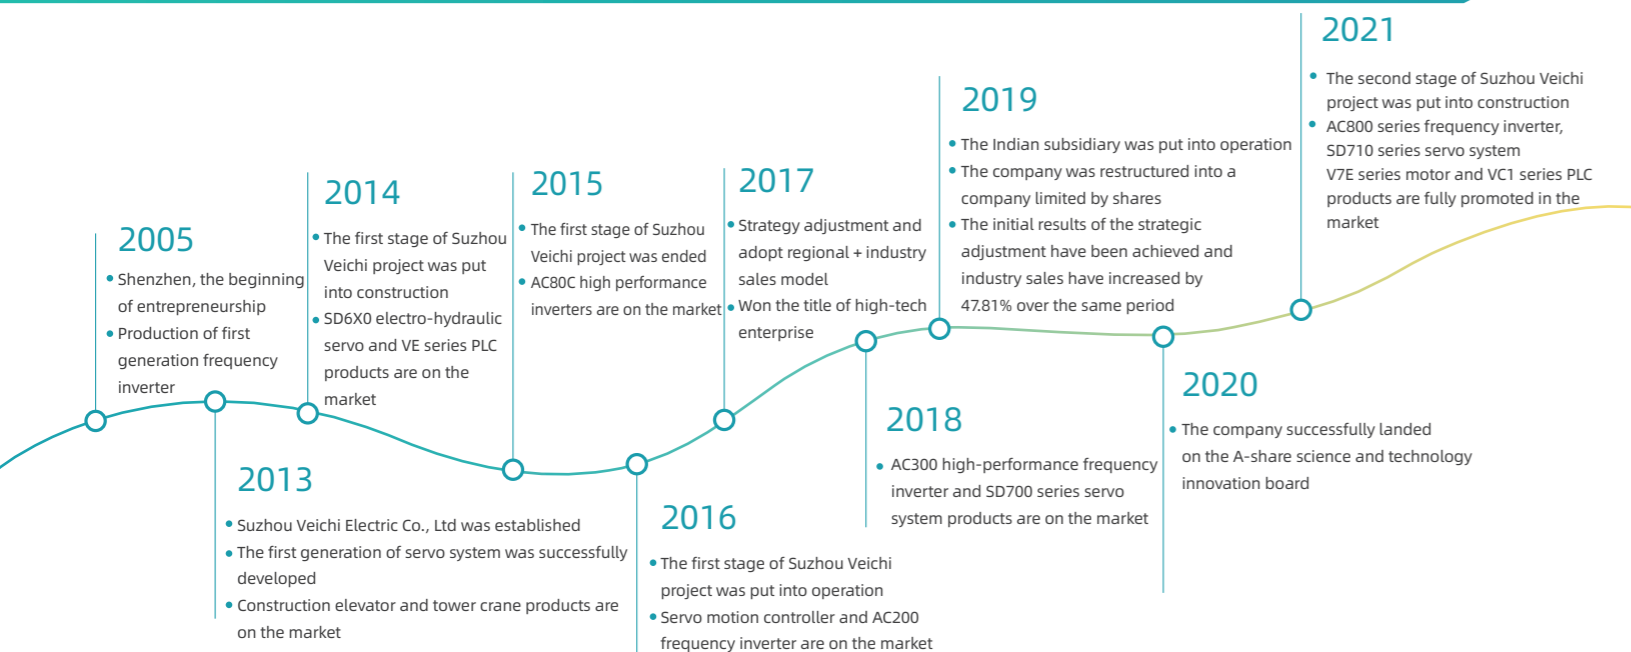 2005
Shenzhen, the beginning
of entrepreneurship
Production of first
generation frequency
inverter
2013
Suzhou Veichi Electric Co., Ltd was established
The first generation of servo system was successfully
developed
Construction elevator and tower crane products are
on the market
2014
The first stage of Suzhou
Veichi project was put
into construction
SD6X0 electro-hydraulic
servo and VE series PLC
products are on the
market
2015
The first stage of Suzhou
Veichi project was ended
AC80C high performance
inverters are on the market
2016
The first stage of Suzhou Veichi
project was put into operation
Servo motion controller and AC200
frequency inverter are on the market
2017
Strategy adjustment and
adopt regional + industry
sales model
Won the title of high-tech
enterprise
2018
AC300 high-performance frequency
inverter and SD700 series servo
system products are on the market
2019
The Indian subsidiary was put into operation
The company was restructured into a
company limited by shares
The initial results of the strategic
adjustment have been achieved and
industry sales have increased by
47.81% over the same period
2020
The company successfully landed
on the A-share science and technology
innovation board
2021
The second stage of Suzhou Veichi
project was put into construction
AC800 series frequency inverter,
SD710 series servo system
V7E series motor and VC1 series PLC
products are fully promoted in the
market